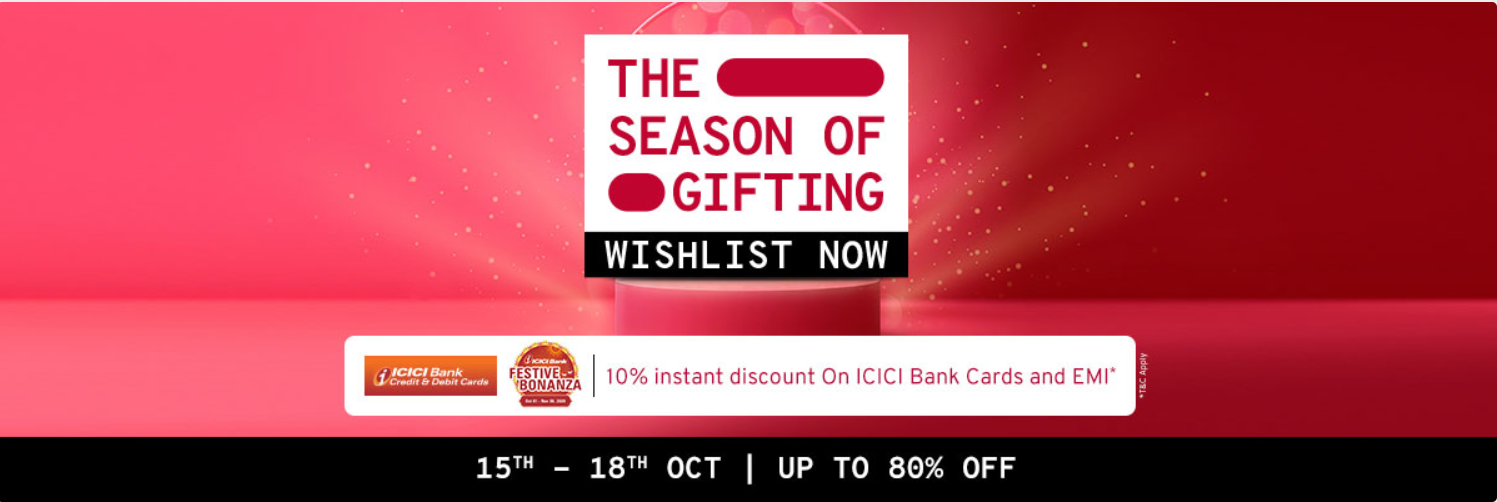 THE
SEASON OF
GIFTING
WISHLIST NOW
ICICI Bank
Credit & Debit Cards
ICICI Bank
FESTIVE
BONANZA
10% instant discount On ICICI Bank Cards and EMI*
*T&C Apply
15TH – 18TH OCT | UP TO 80% OFF